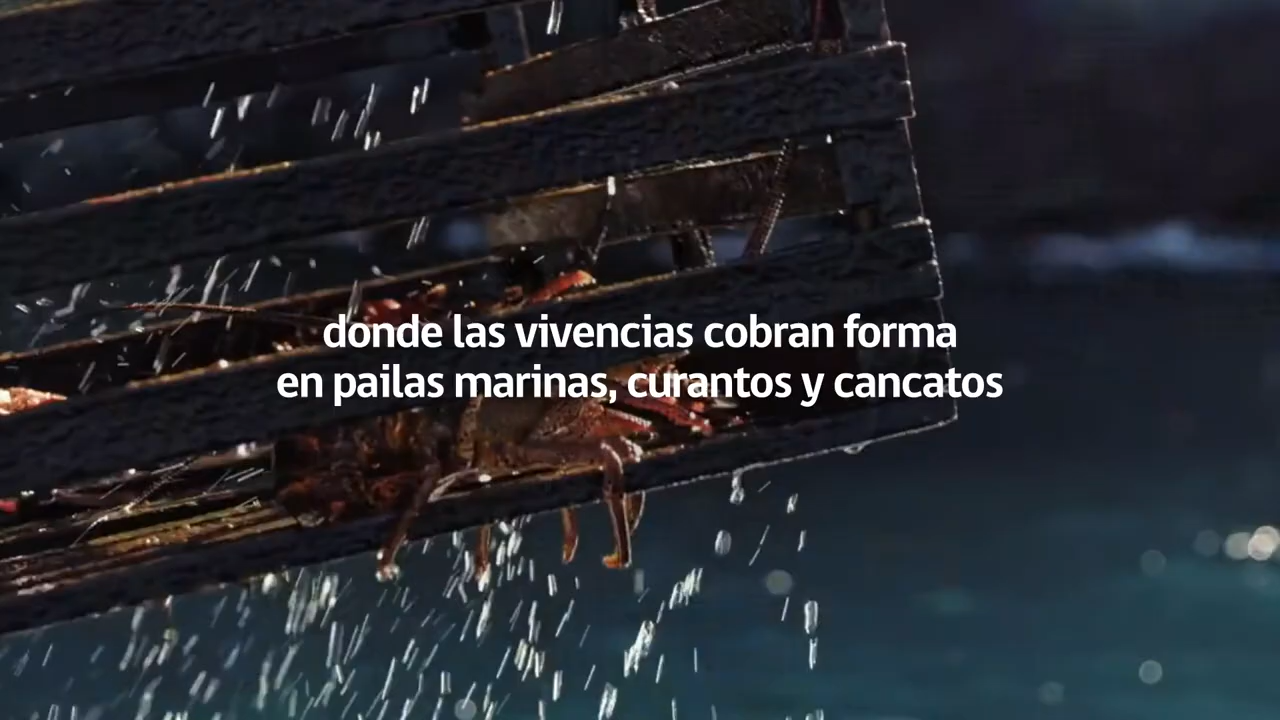 donde las vivencias cobran forma
en pailas marinas, curantos y cancatos